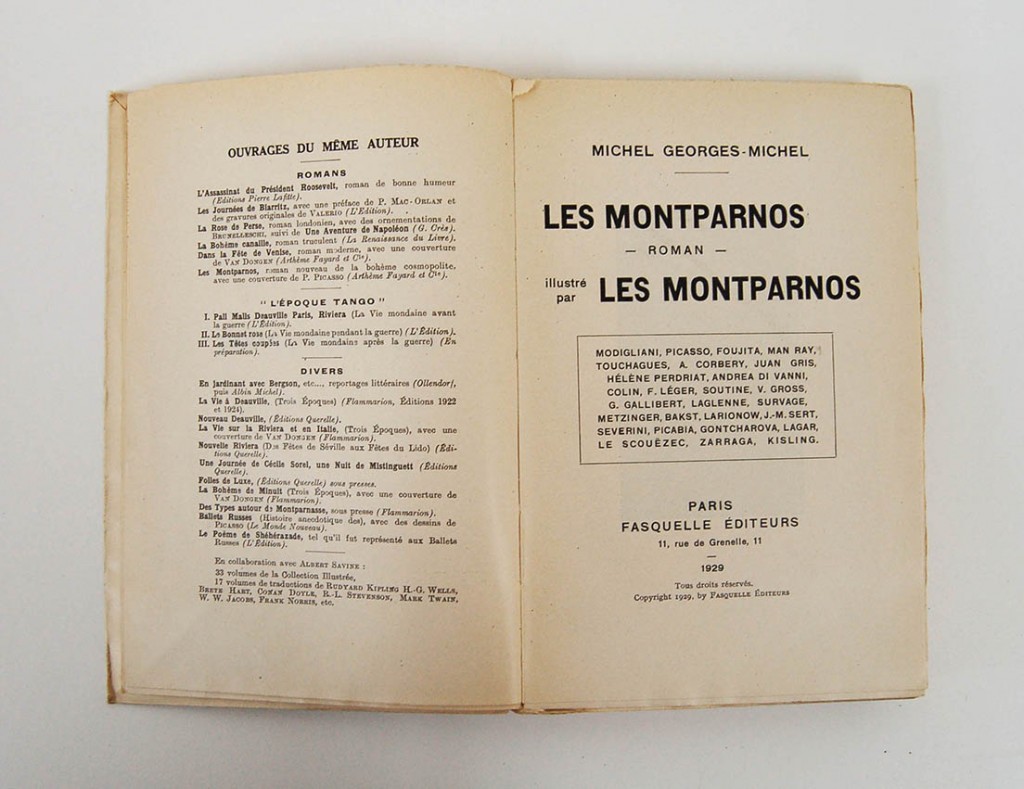 OUVRAGES DU MÊME AUTEUR
ROMANS
L'Assassinat du Président Roosevelt, roman de bonne humeur
(Editions Pierre Lafitte).
Les Journées de Biarritz, avec une préface de P. MAC-ORLAN et
des gravures originales de VALERIO (L'Edition).
La Rose de Perse, roman londonien, avec des ornementations de
BRUNELLESCHI, suivi de Une Aventure de Napoléon (G. Crès).
La Bohème canaille, roman truculent (La Renaissance du Livre).
Dans la Fête de Venise, roman moderne, avec une couverture
de VAN DONGEN (Arthème Fayard et Cie).
Les Montparnos, roman nouveau de la bohème cosmopolite,
avec une couverture de P. PICASSO (Arthème Fayard et Cie).
" L'ÉPOQUE TANGO "
I. Pall Malls Deauville Paris, Riviera (La Vie mondaine avant
la guerre (L'Édition).
II. Le Bonnet rose (La Vie mondaine pendant la guerre) (L'Édition).
III. Les Têtes coupées (La Vie mondaine après la guerre) (En
préparation).
DIVERS
En jardinant avec Bergson, etc..., reportages littéraires (Ollendorf,
puis Albin Michel).
La Vie à Deauville, (Trois Époques) (Flammarion, Éditions 1922
et 1924).
Nouveau Deauville, (Éditions Querelle).
La Vie sur la Riviera et en Italie, (Trois Époques), avec une
couverture de VAN DONGEN (Flammarion).
Nouvelle Riviera (Des Fêtes de Séville aux Fêtes du Lido) (Édi-
tions Querelle).
Une Journée de Cécile Sorel, une Nuit de Mistinguett (Éditions
Querelle).
Folles de Luxe, (Éditions Querelle) sous presses.
La Bohème de Minuit (Trois Époques), avec une couverture de
VAN DONGEN (Flammarion).
Des Types autour de Montparnasse, sous presse (Flammarion).
Ballets Russes (Histoire anecdotique des), avec des dessins de
PICASSO (Le Monde Nouveau).
Le Poème de Shéhérazade, tel qu'il fut représenté aux Ballets
Russes (L'Édition).
En collaboration avec ALBERT SAVINE :
33 volumes de la Collection Illustrée,
17 volumes de traductions de RUDYARD KIPLING H.-G. WELLS,
BRETE HART, CONAN DOYLE, R.-L. STEVENSON, MARK TWAIN,
W. W. JACOBS, FRANK NORRIS, etc.
MICHEL GEORGES-MICHEL
LES MONTPARNOS
— ROMAN —
illustré
par LES MONTPARNOS
MODIGLIANI, PICASSO, FOUJITA, MAN RAY,
TOUCHAGUES, A. CORBERY, JUAN GRIS,
HÉLÈNE PERDRIAT, ANDREA DI VANNI,
COLIN, F. LÉGER, SOUTINE, V. GROSS,
G. GALLIBERT, LAGLENNE, SURVAGE,
METZINGER, BAKST, LARIONOW, J.-M. SERT,
SEVERINI, PICABIA, GONTCHAROVA, LAGAR,
LE SCOUËZEC, ZARRAGA, KISLING.
PARIS
FASQUELLE ÉDITEURS
11, rue de Grenelle, 11
1929
Tous droits réservés.
Copyright 1929, by FASQUELLE ÉDITEURS